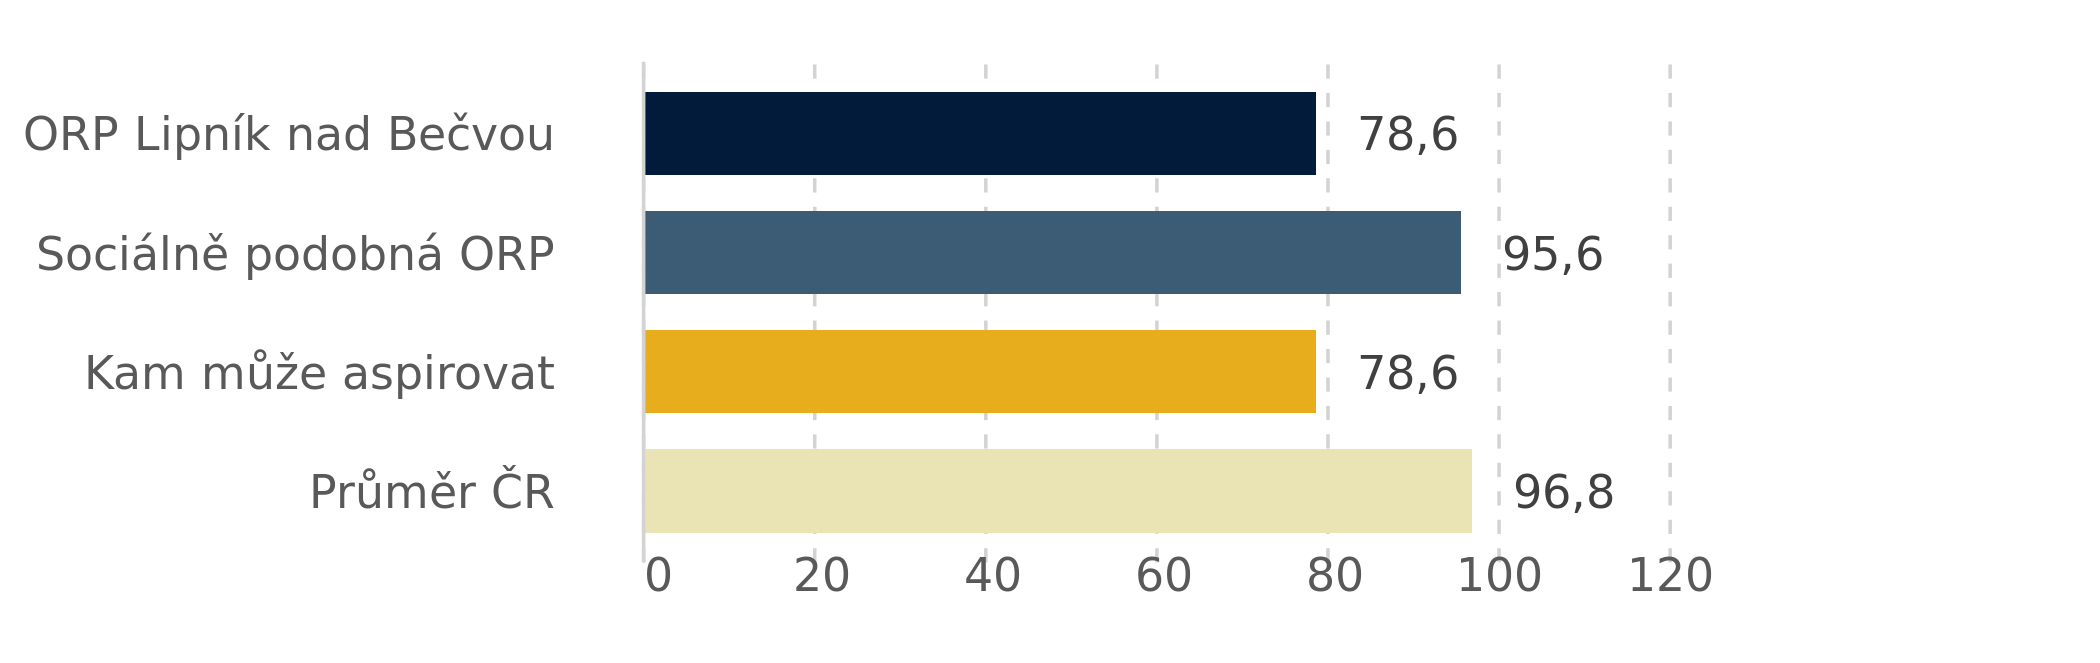 ORP Lipník nad Bečvou 78,6
Sociálně podobná ORP 95,6
Kam může aspirovat 78,6
Průměr ČR 96,8
0 20 40 60 80 100 120